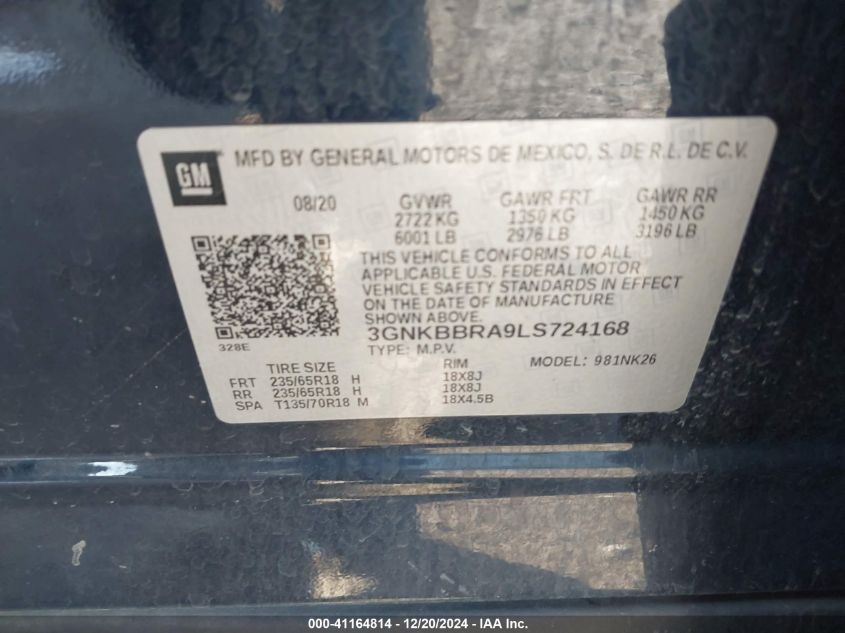 GM MFD BY GENERAL MOTORS DE MEXICO, S. DE R.L. DE C.V.
08/20 GVWR GAWR FRT GAWR RR
2722 KG 1350 KG 1450 KG
6001 LB 2976 LB 3196 LB
THIS VEHICLE CONFORMS TO ALL
APPLICABLE U.S. FEDERAL MOTOR
VEHICLE SAFETY STANDARDS IN EFFECT
ON THE DATE OF MANUFACTURE
SHOWN ABOVE.
328E
3GNKBBRA9LS724168
TYPE: M.P.V. MODEL: 981NK26
TIRE SIZE RIM
FRT 235/65R18 H 18X8J
RR 235/65R18 H 18X8J
SPA T135/70R18 M 18X4.5B
000-41164814 - 12/20/2024 - IAA Inc.